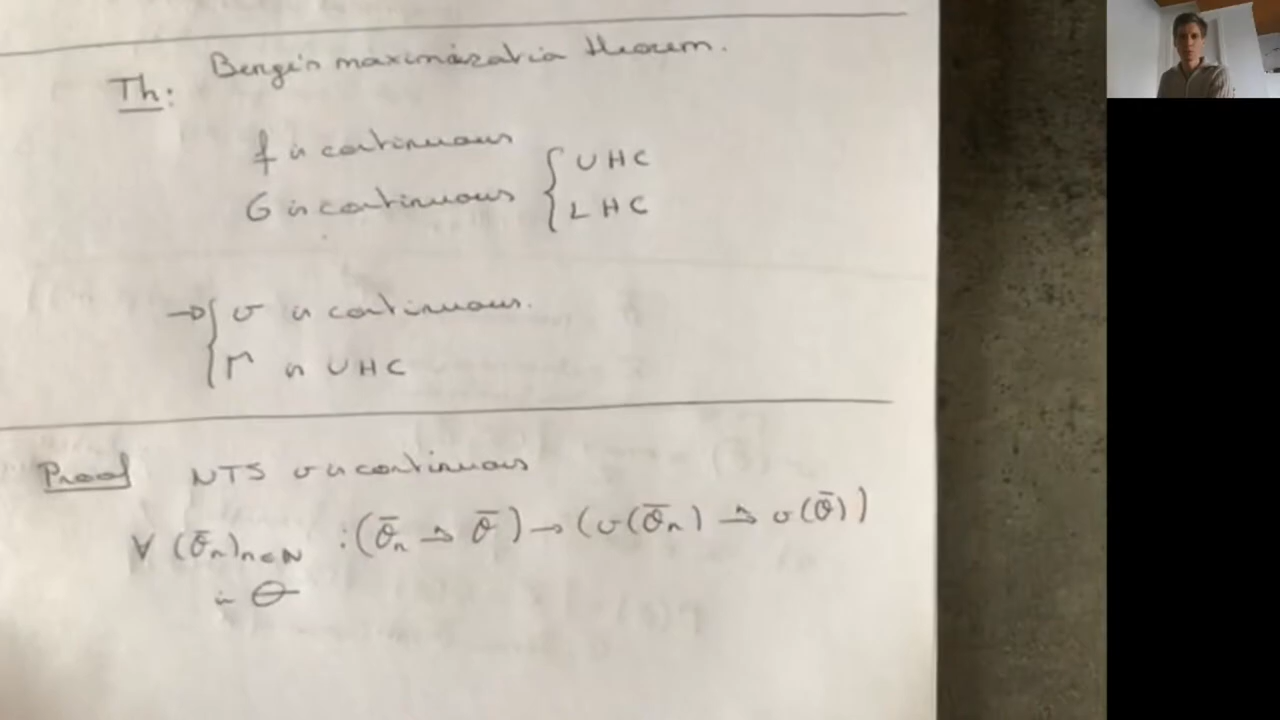 Th: Berge's maximization theorem.
f is continuous
G is continuous { UHC
LHC
→ { v is continuous.
Γ is UHC
Proof NTS v is continuous
∀ (θ̄ₙ)ₙ∈ℕ : (θ̄ₙ → θ̄) → (v(θ̄ₙ) → v(θ̄))
in Θ